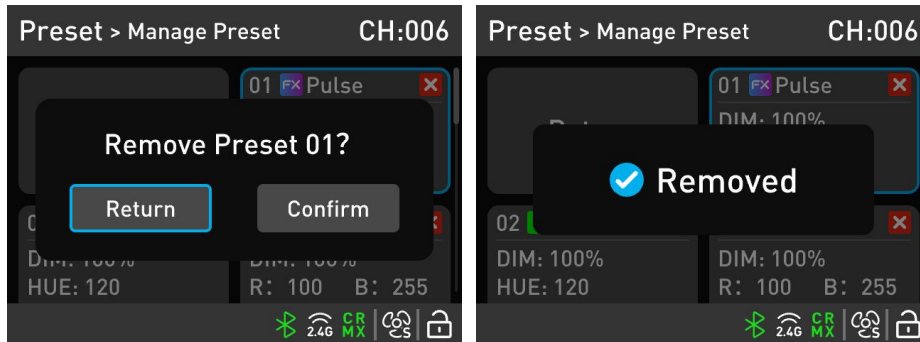 Preset > Manage Preset CH:006
01 FX Pulse
Remove Preset 01?
Return Confirm
DIM: 100% DIM: 100%
HUE: 120 R: 100 B: 255
2.4G CR MX S
Preset > Manage Preset CH:006
01 FX Pulse
DIM: 100%
Removed
02
DIM: 100% DIM: 100%
HUE: 120 R: 100 B: 255
2.4G CR MX S